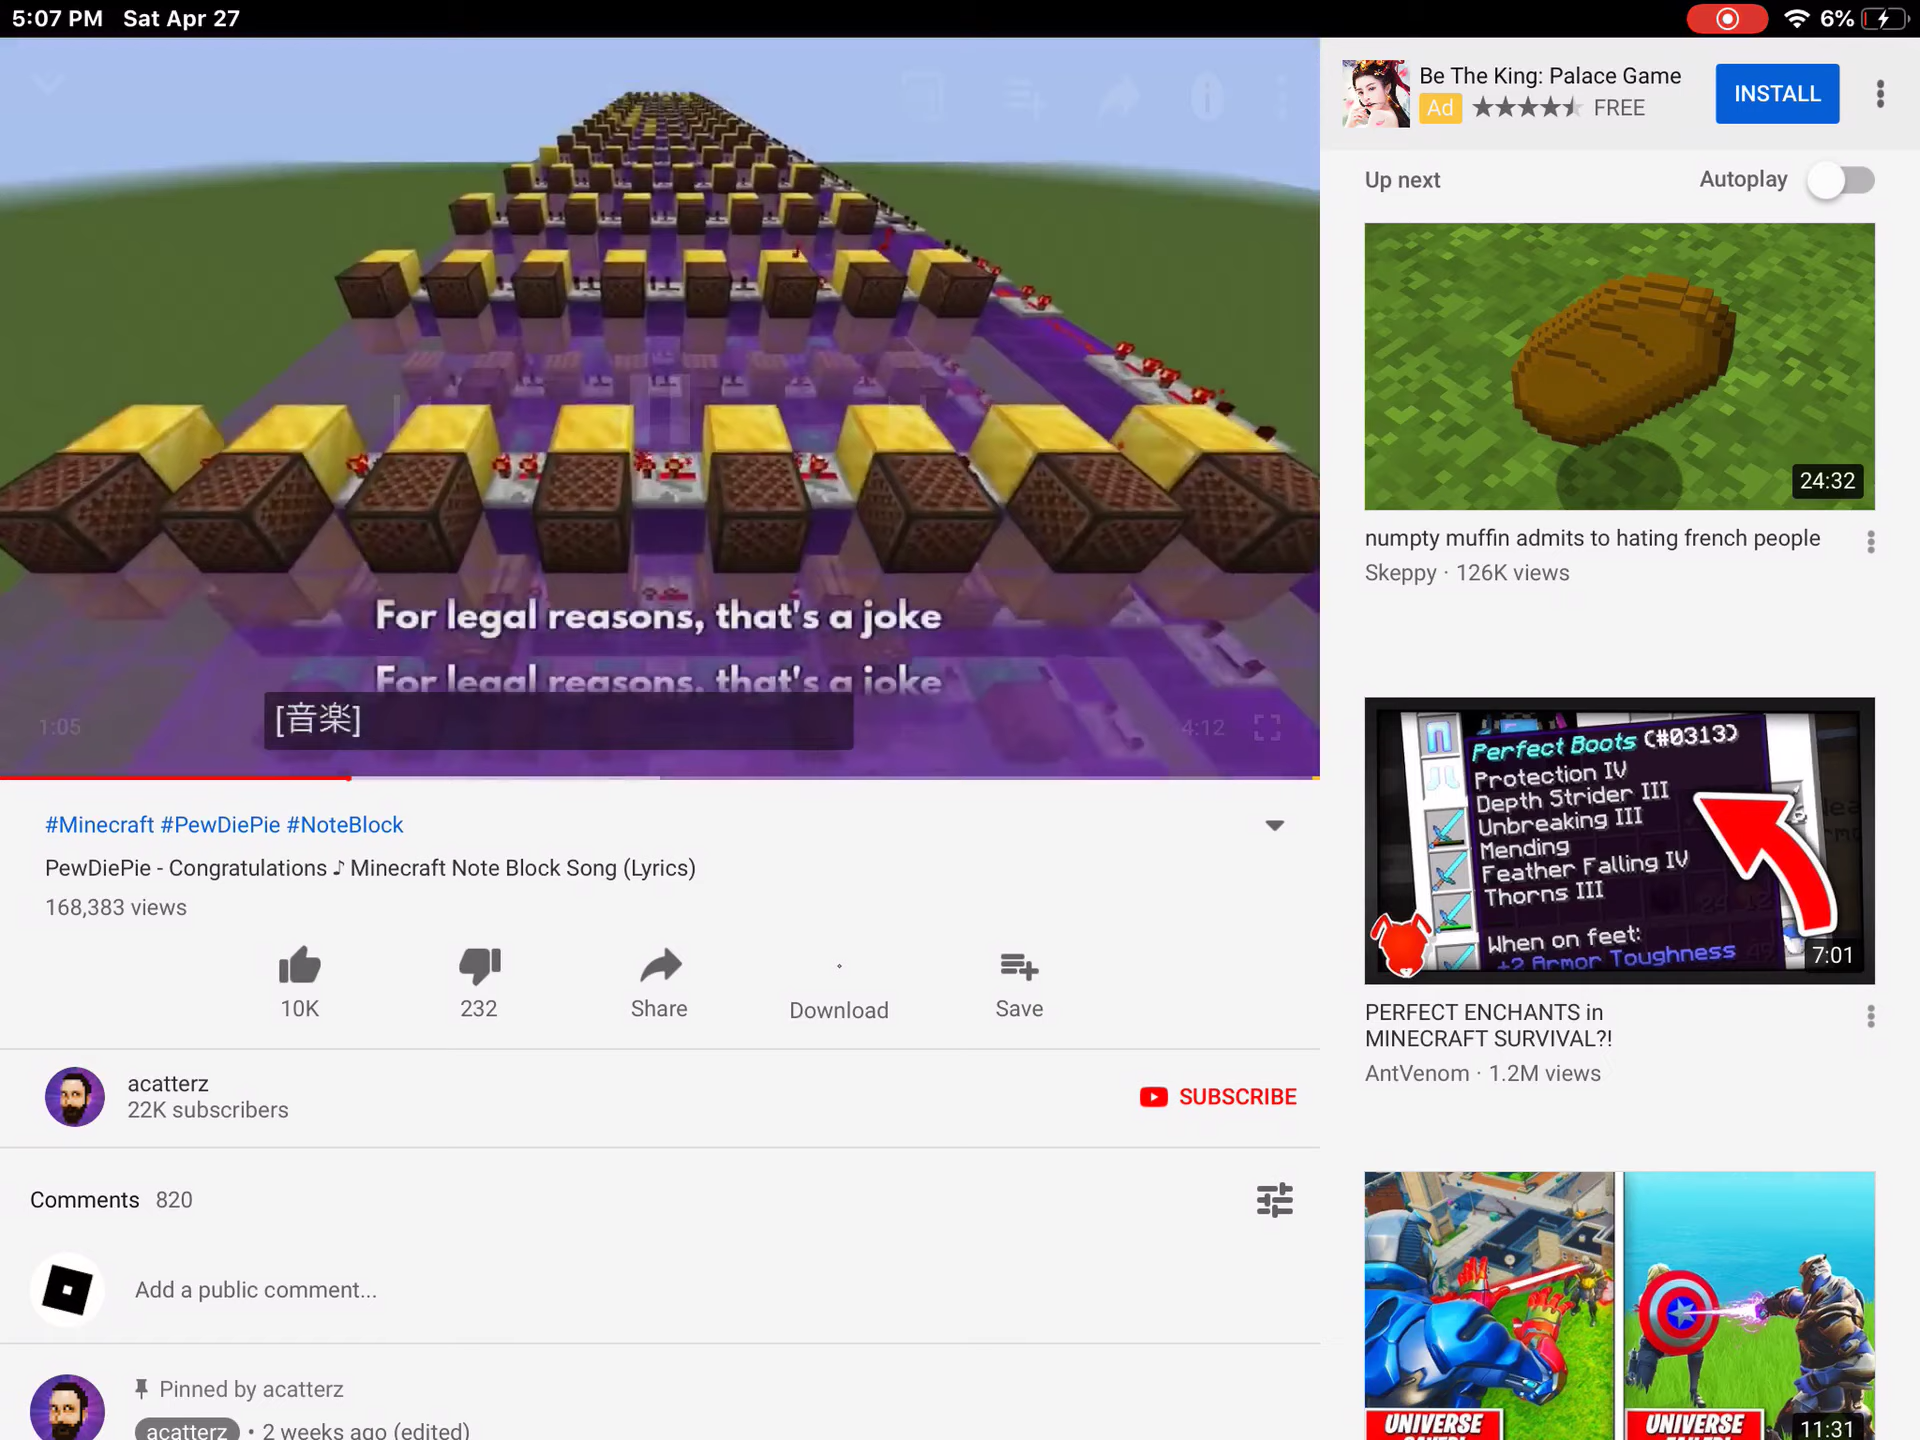 5:07 PM Sat Apr 27
6%
For legal reasons, that's a joke
For legal reasons, that's a joke
[音楽]
1:05
4:12
#Minecraft #PewDiePie #NoteBlock
PewDiePie - Congratulations ♪ Minecraft Note Block Song (Lyrics)
168,383 views
10K
232
Share
Download
Save
acatterz
22K subscribers
SUBSCRIBE
Comments 820
Add a public comment...
Pinned by acatterz
acatterz • 2 weeks ago (edited)
Be The King: Palace Game
Ad
FREE
INSTALL
Up next
Autoplay
24:32
numpty muffin admits to hating french people
Skeppy · 126K views
Perfect Boots (#0313)
Protection IV
Depth Strider III
Unbreaking III
Mending
Feather Falling IV
Thorns III
When on feet:
+2 Armor Toughness
7:01
PERFECT ENCHANTS in
MINECRAFT SURVIVAL?!
AntVenom · 1.2M views
UNIVERSE
UNIVERSE
11:31